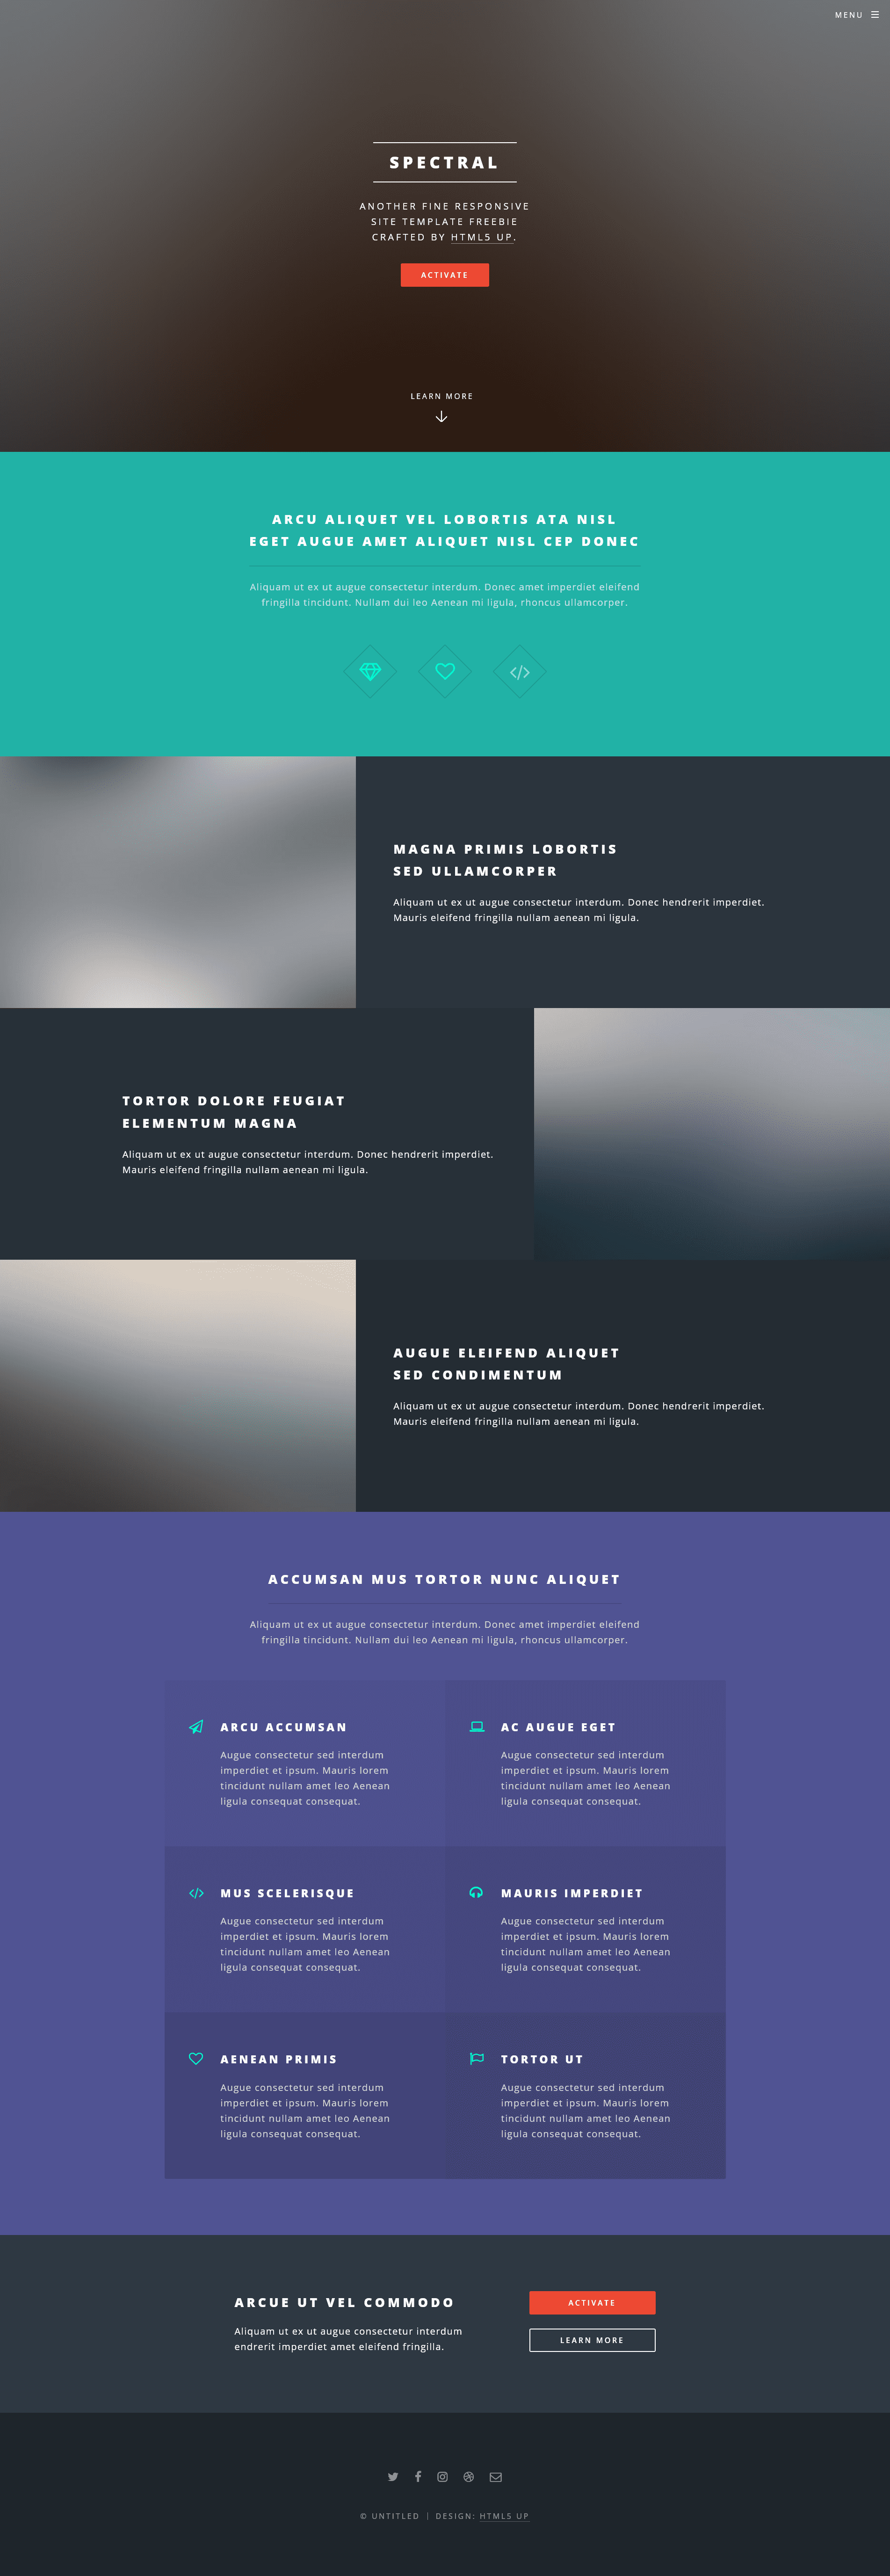 MENU
SPECTRAL
ANOTHER FINE RESPONSIVE
SITE TEMPLATE FREEBIE
CRAFTED BY HTML5 UP.
ACTIVATE
LEARN MORE
ARCU ALIQUET VEL LOBORTIS ATA NISL
EGET AUGUE AMET ALIQUET NISL CEP DONEC
Aliquam ut ex ut augue consectetur interdum. Donec amet imperdiet eleifend
fringilla tincidunt. Nullam dui leo Aenean mi ligula, rhoncus ullamcorper.
MAGNA PRIMIS LOBORTIS
SED ULLAMCORPER
Aliquam ut ex ut augue consectetur interdum. Donec hendrerit imperdiet.
Mauris eleifend fringilla nullam aenean mi ligula.
TORTOR DOLORE FEUGIAT
ELEMENTUM MAGNA
Aliquam ut ex ut augue consectetur interdum. Donec hendrerit imperdiet.
Mauris eleifend fringilla nullam aenean mi ligula.
AUGUE ELEIFEND ALIQUET
SED CONDIMENTUM
Aliquam ut ex ut augue consectetur interdum. Donec hendrerit imperdiet.
Mauris eleifend fringilla nullam aenean mi ligula.
ACCUMSAN MUS TORTOR NUNC ALIQUET
Aliquam ut ex ut augue consectetur interdum. Donec amet imperdiet eleifend
fringilla tincidunt. Nullam dui leo Aenean mi ligula, rhoncus ullamcorper.
ARCU ACCUMSAN
Augue consectetur sed interdum
imperdiet et ipsum. Mauris lorem
tincidunt nullam amet leo Aenean
ligula consequat consequat.
AC AUGUE EGET
Augue consectetur sed interdum
imperdiet et ipsum. Mauris lorem
tincidunt nullam amet leo Aenean
ligula consequat consequat.
MUS SCELERISQUE
Augue consectetur sed interdum
imperdiet et ipsum. Mauris lorem
tincidunt nullam amet leo Aenean
ligula consequat consequat.
MAURIS IMPERDIET
Augue consectetur sed interdum
imperdiet et ipsum. Mauris lorem
tincidunt nullam amet leo Aenean
ligula consequat consequat.
AENEAN PRIMIS
Augue consectetur sed interdum
imperdiet et ipsum. Mauris lorem
tincidunt nullam amet leo Aenean
ligula consequat consequat.
TORTOR UT
Augue consectetur sed interdum
imperdiet et ipsum. Mauris lorem
tincidunt nullam amet leo Aenean
ligula consequat consequat.
ARCUE UT VEL COMMODO
Aliquam ut ex ut augue consectetur interdum
endrerit imperdiet amet eleifend fringilla.
ACTIVATE
LEARN MORE
© UNTITLED | DESIGN: HTML5 UP